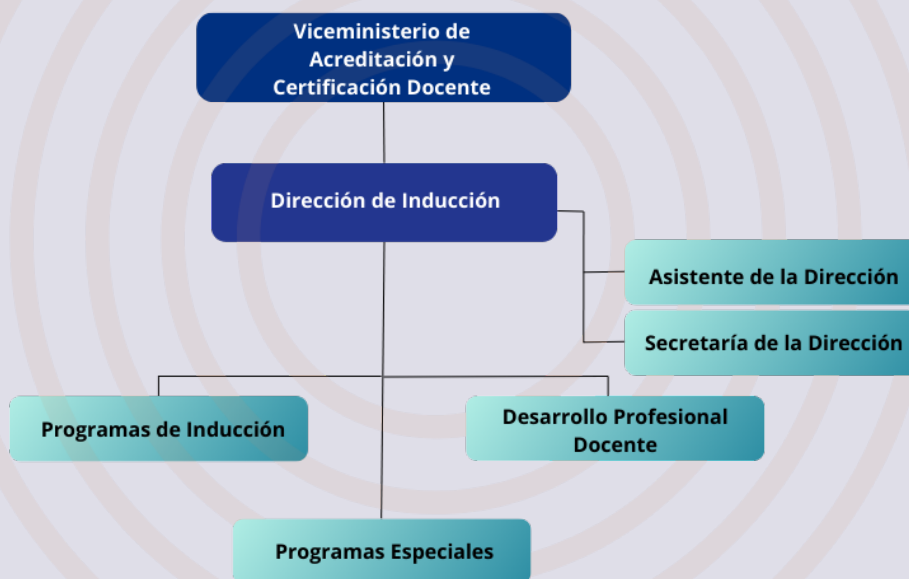 Viceministerio de
Acreditación y
Certificación Docente
Dirección de Inducción
Asistente de la Dirección
Secretaría de la Dirección
Programas de Inducción
Desarrollo Profesional
Docente
Programas Especiales